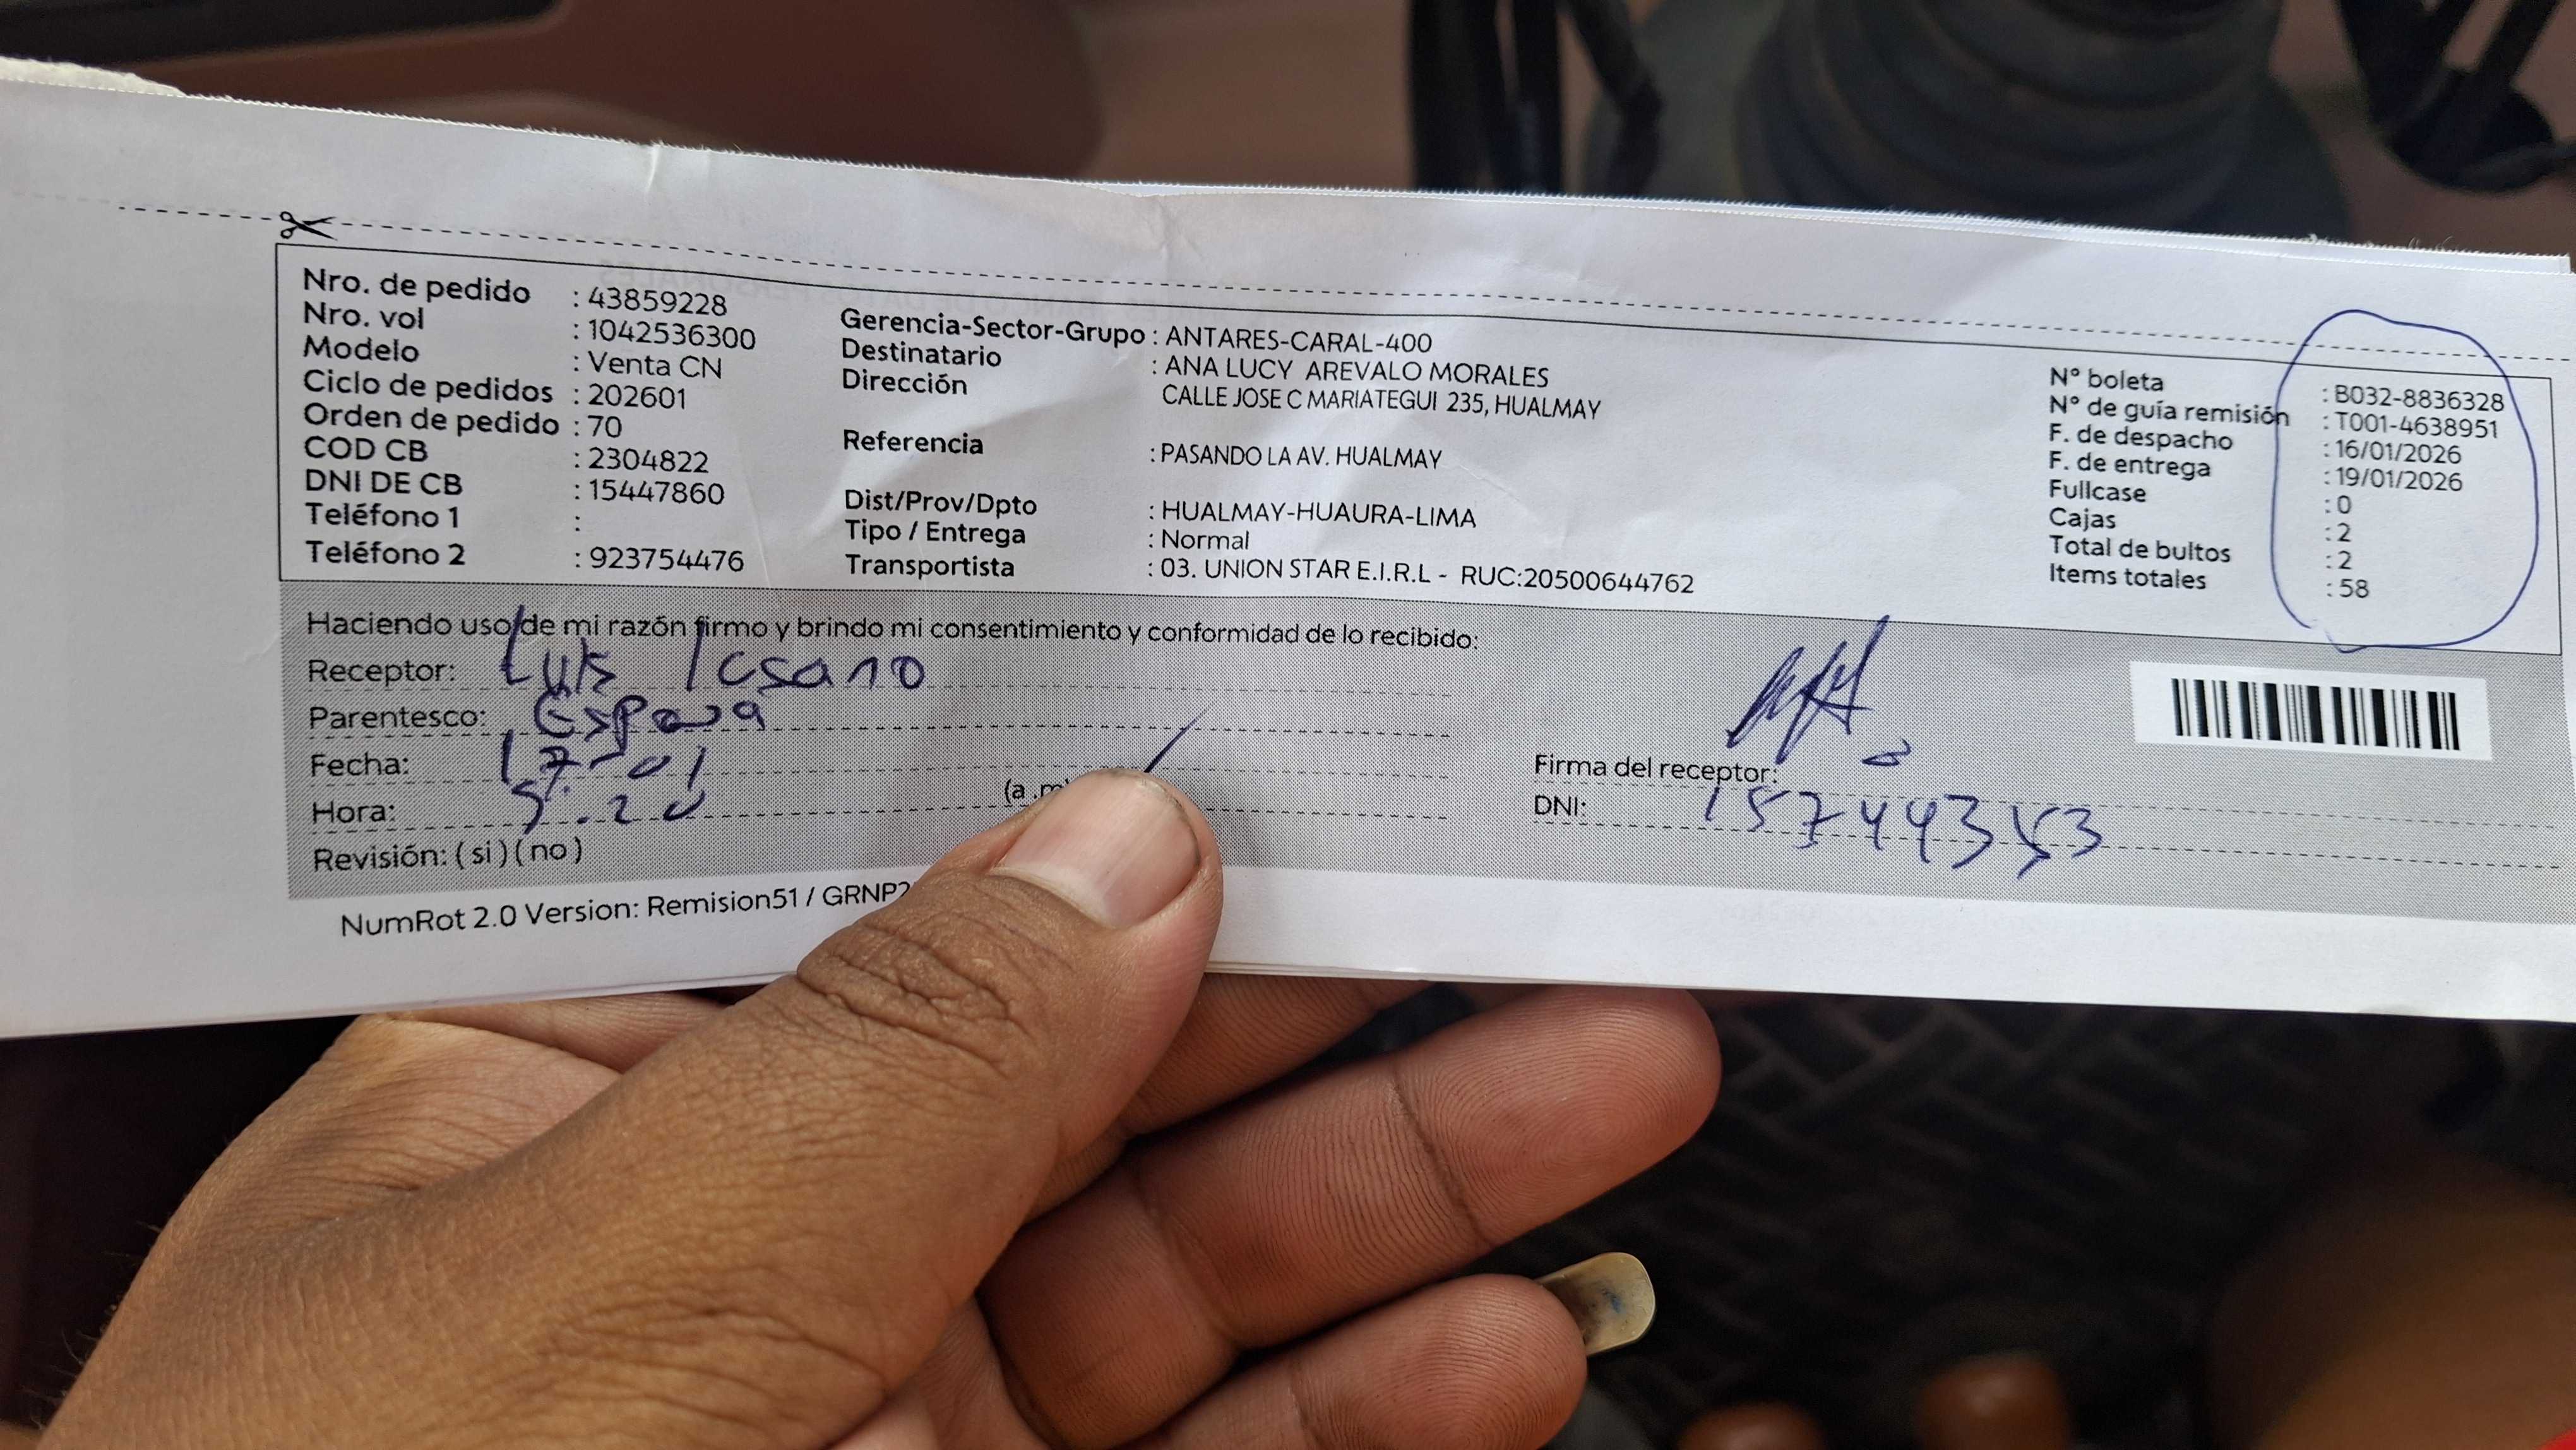 Nro. de pedido : 43859228
Nro. vol : 1042536300
Modelo : Venta CN
Ciclo de pedidos : 202601
Orden de pedido : 70
COD CB : 2304822
DNI DE CB : 15447860
Teléfono 1 :
Teléfono 2 : 923754476
Gerencia-Sector-Grupo : ANTARES-CARAL-400
Destinatario : ANA LUCY AREVALO MORALES
Dirección CALLE JOSE C MARIATEGUI 235, HUALMAY
Referencia : PASANDO LA AV. HUALMAY
Dist/Prov/Dpto : HUALMAY-HUAURA-LIMA
Tipo / Entrega : Normal
Transportista : 03. UNION STAR E.I.R.L - RUC:20500644762
N° boleta : B032-8836328
N° de guía remisión : T001-4638951
F. de despacho : 16/01/2026
F. de entrega : 19/01/2026
Fullcase : 0
Cajas : 2
Total de bultos : 2
Items totales : 58
Haciendo uso de mi razón firmo y brindo mi consentimiento y conformidad de lo recibido:
Receptor: Luis
Parentesco:
Fecha: 17-01
Hora: 5:20 (a .m
Revisión: ( si ) ( no )
Firma del receptor:
DNI:
NumRot 2.0 Version: Remision51 / GRNP2